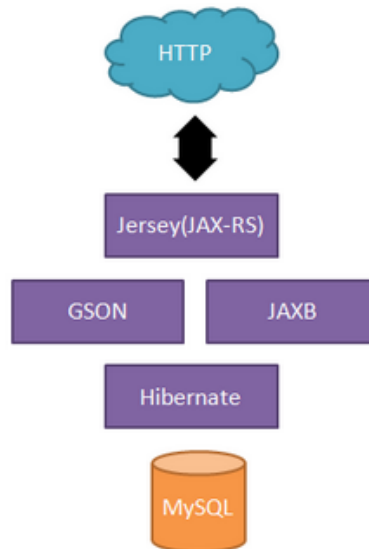 HTTP
Jersey(JAX-RS)
GSON
JAXB
Hibernate
MySQL